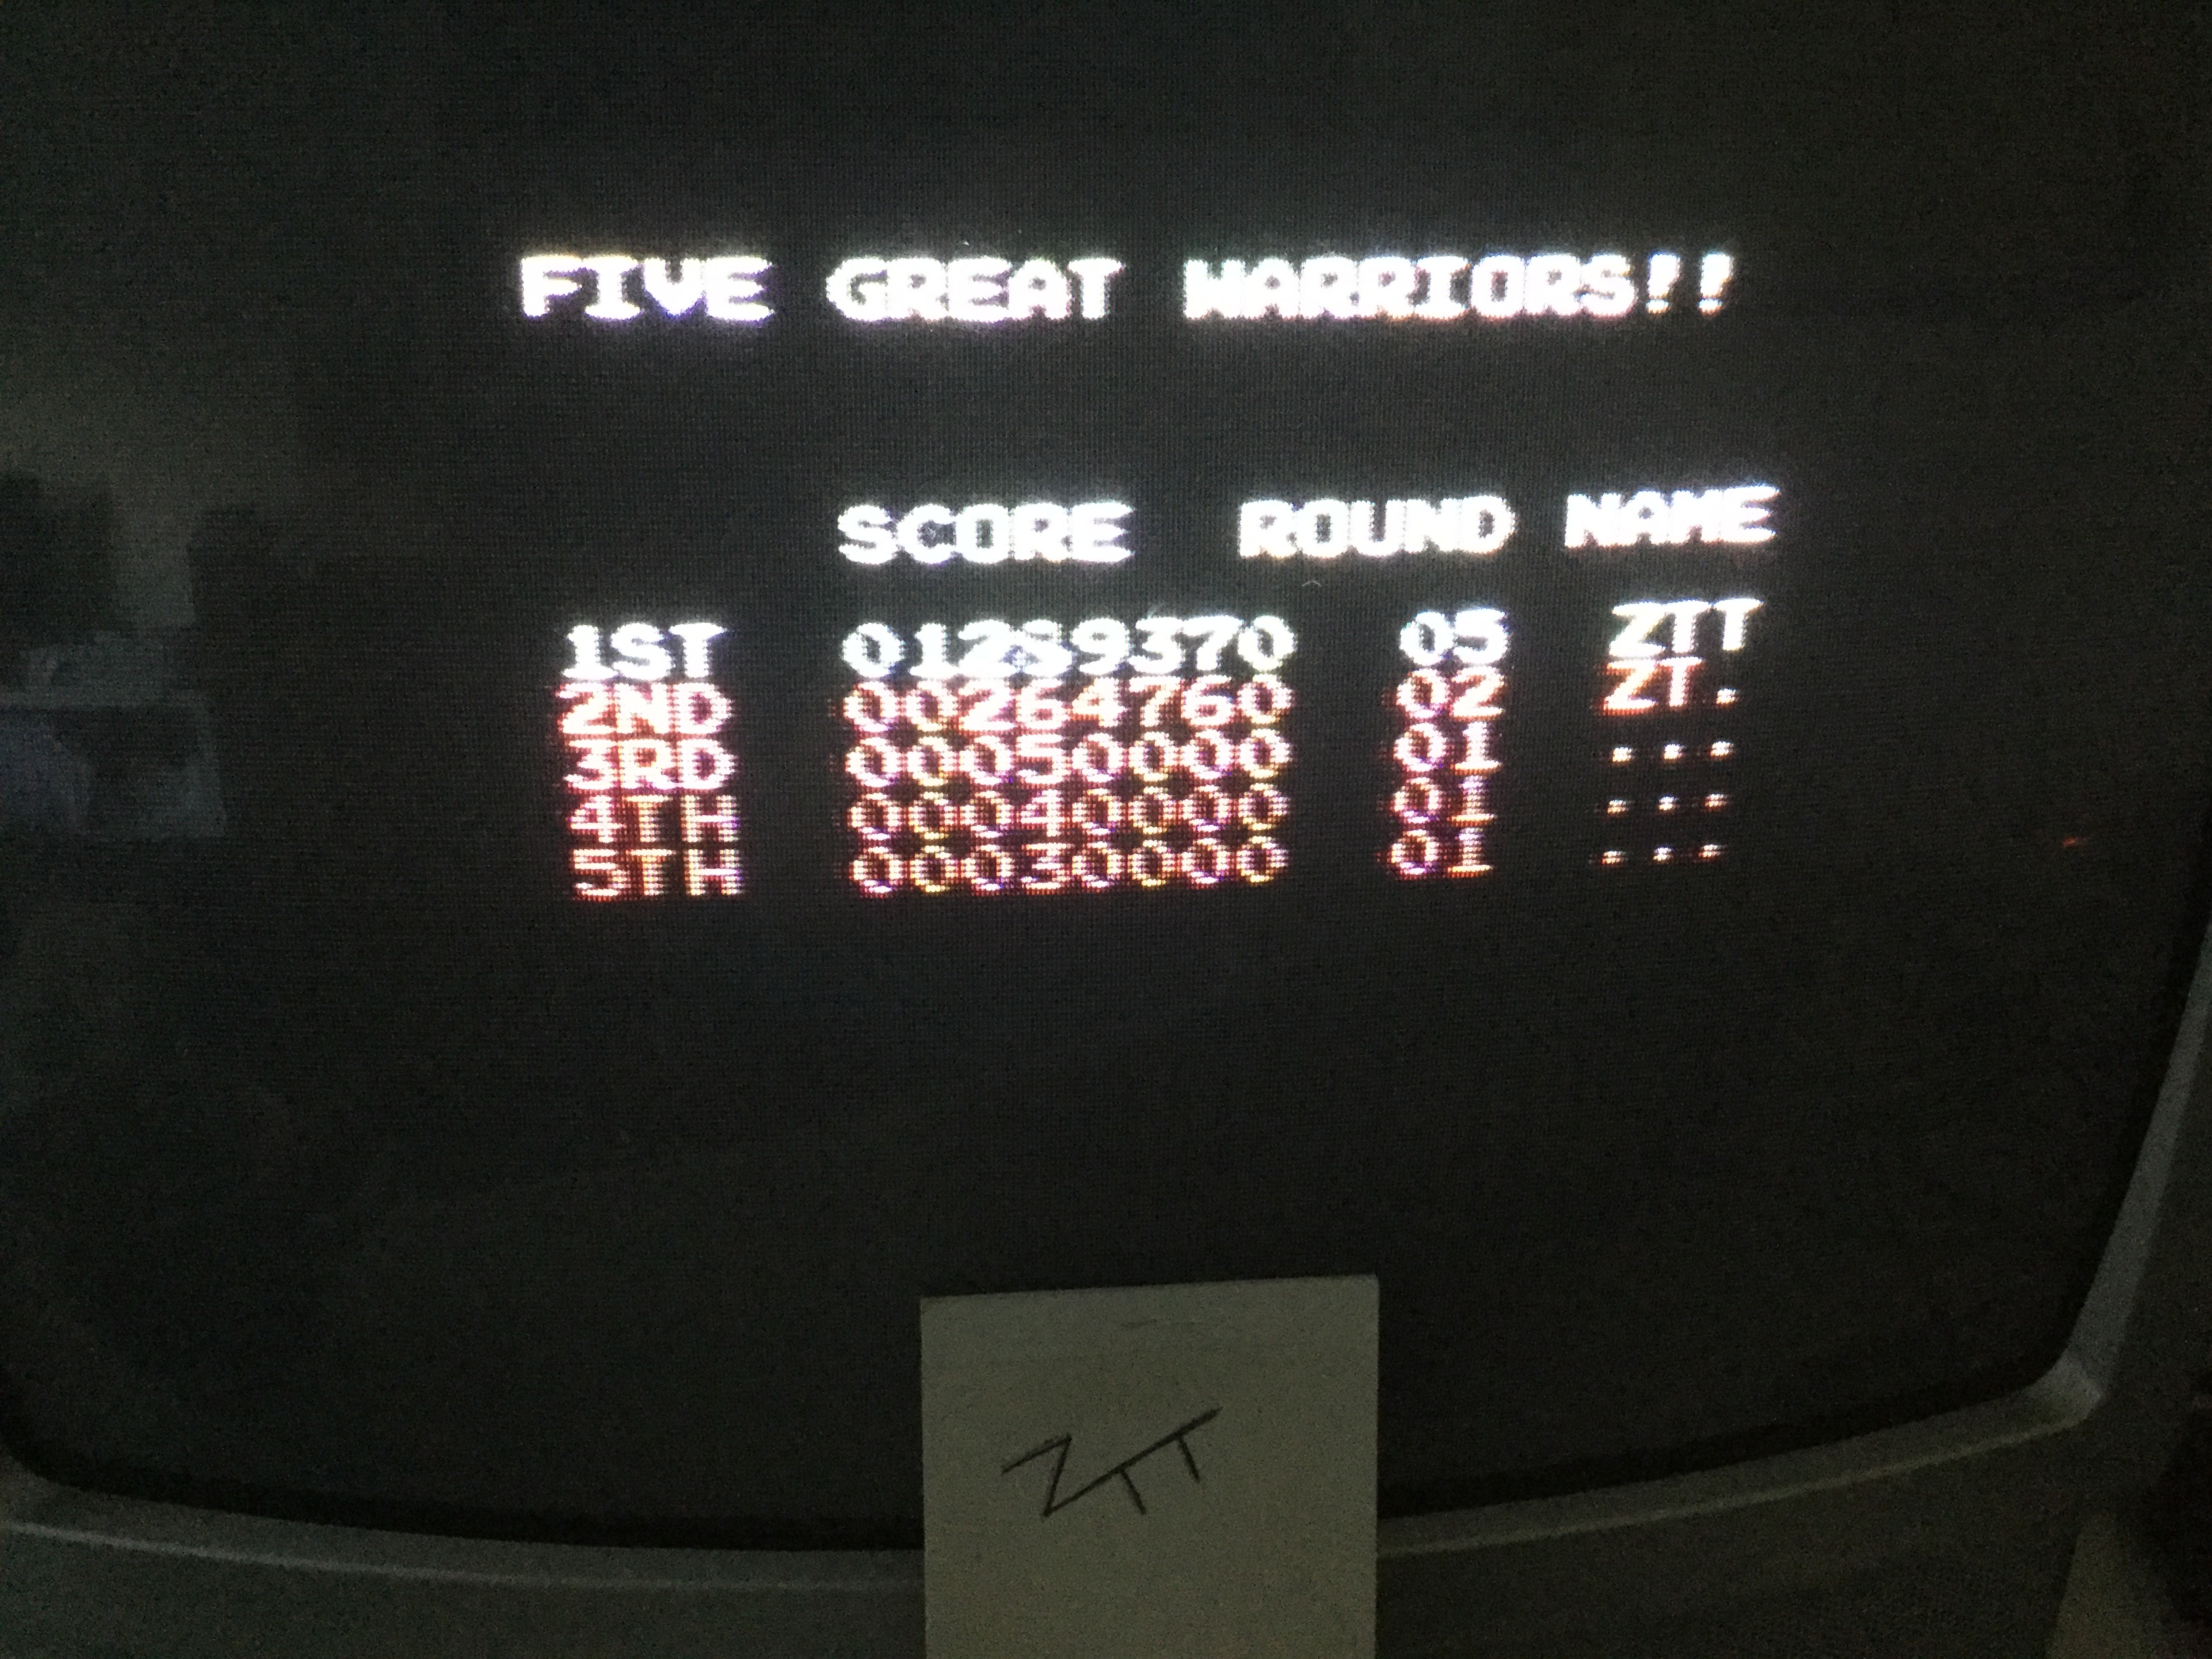 FIVE GREAT WARRIORS!!
SCORE ROUND NAME
1ST 05 ZTT
2ND 00264760 02 ZT.
3RD 00050000 01 ...
4TH 00040000 01 ...
5TH 00030000 01 ...
ZTT